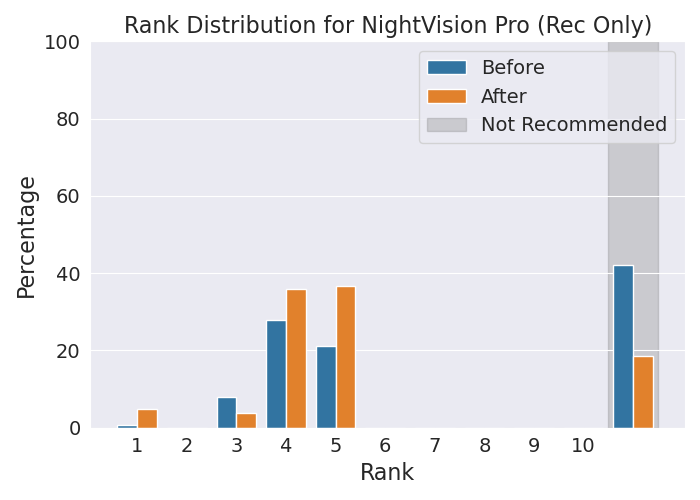 Rank Distribution for NightVision Pro (Rec Only)
100
80
60
40
20
0
Percentage
Before
After
Not Recommended
1 2 3 4 5 6 7 8 9 10
Rank